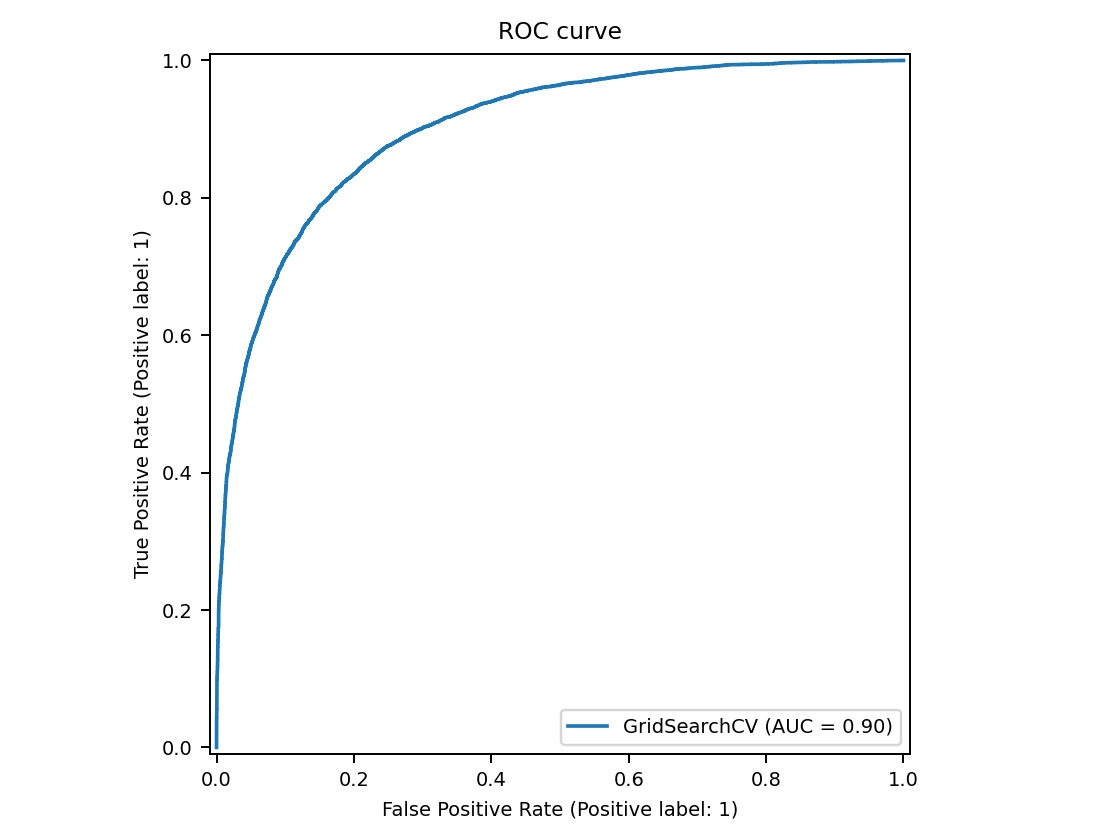 ROC curve
True Positive Rate (Positive label: 1)
1.0
0.8
0.6
0.4
0.2
0.0
GridSearchCV (AUC = 0.90)
0.0 0.2 0.4 0.6 0.8 1.0
False Positive Rate (Positive label: 1)